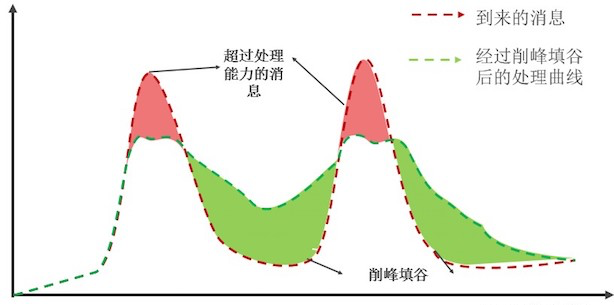 到来的消息
超过处理
能力的消
息
经过削峰填谷
后的处理曲线
削峰填谷